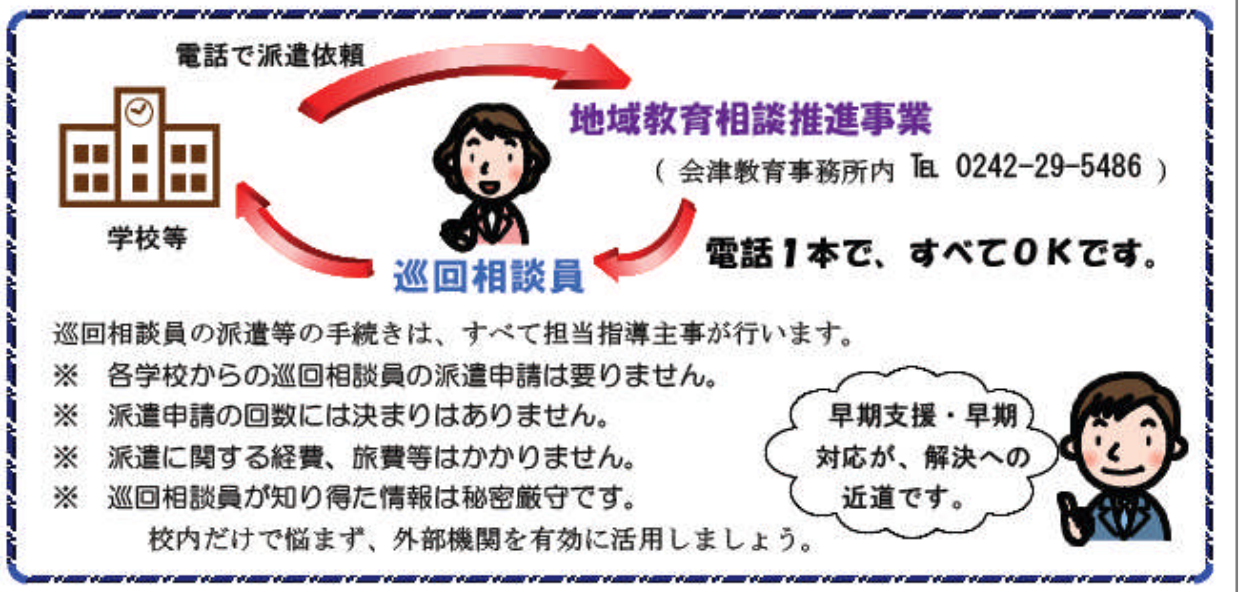 電話で派遣依頼
地域教育相談推進事業
( 会津教育事務所内 ℡ 0242-29-5486 )
学校等
巡回相談員
電話1本で、すべてOKです。
巡回相談員の派遣等の手続きは、すべて担当指導主事が行います。
※ 各学校からの巡回相談員の派遣申請は要りません。
※ 派遣申請の回数には決まりはありません。
※ 派遣に関する経費、旅費等はかかりません。
※ 巡回相談員が知り得た情報は秘密厳守です。
校内だけで悩まず、外部機関を有効に活用しましょう。
早期支援・早期
対応が、解決への
近道です。